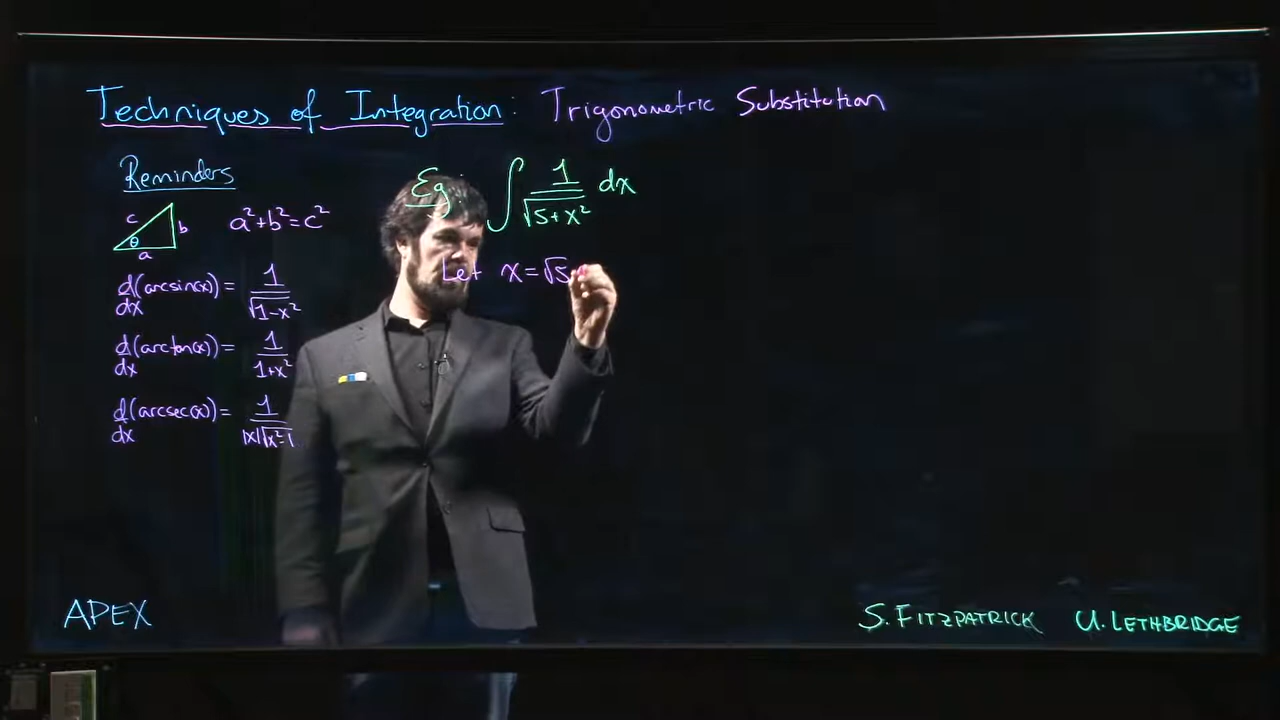 Techniques of Integration: Trigonometric Substitution
Reminders
c b θ a
a²+b²=c²
d/dx (arcsin(x)) = 1/√(1-x²)
d/dx (arctan(x)) = 1/(1+x²)
d/dx (arcsec(x)) = 1/(|x|√(x²-1))
Eg: ∫ 1/√(5+x²) dx
Let x=√5
APEX
S. FITZPATRICK U. LETHBRIDGE